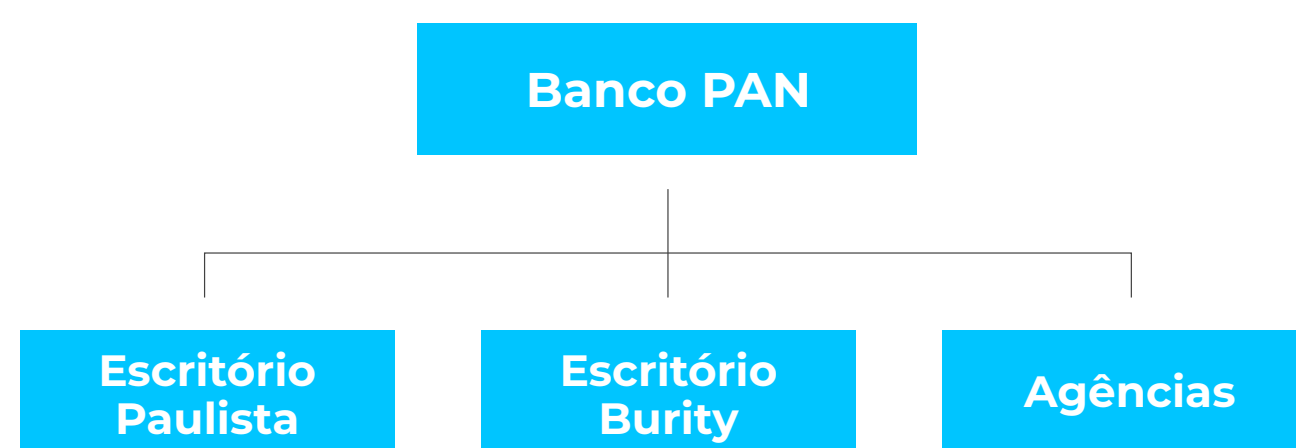 Banco PAN
Escritório
Paulista
Escritório
Burity
Agências